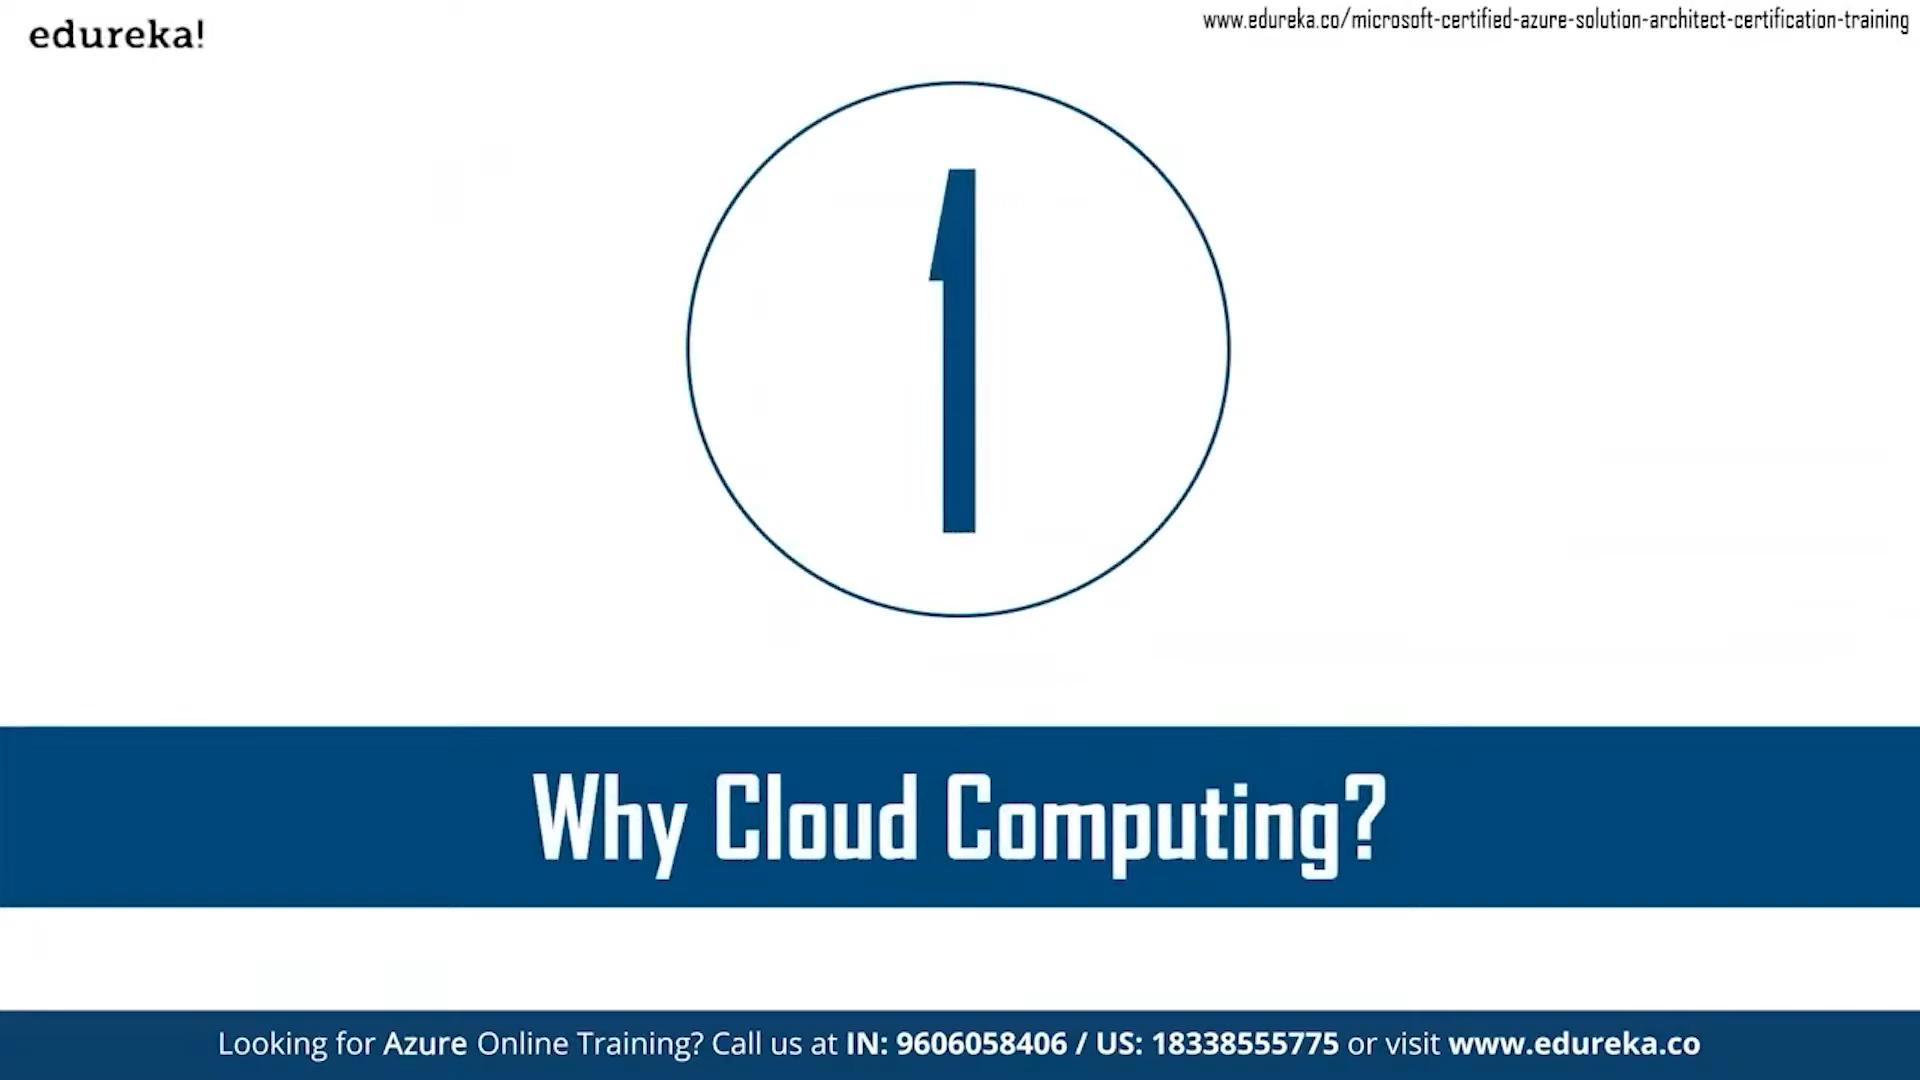 edureka!
www.edureka.co/microsoft-certified-azure-solution-architect-certification-training
1
Why Cloud Computing?
Looking for Azure Online Training? Call us at IN: 9606058406 / US: 18338555775 or visit www.edureka.co